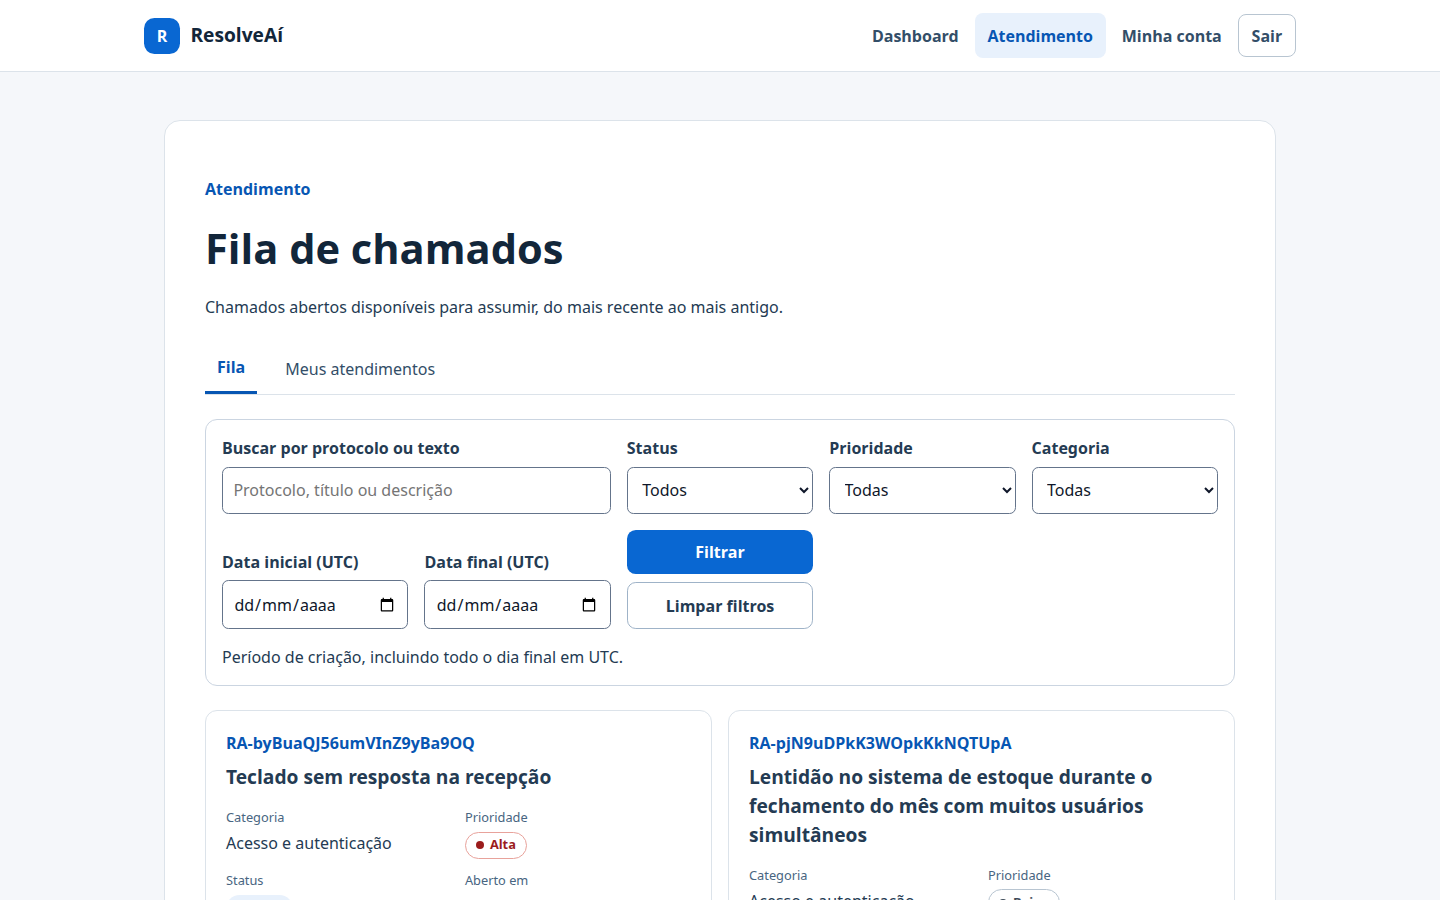 R ResolveAí Dashboard Atendimento Minha conta Sair
Atendimento
Fila de chamados
Chamados abertos disponíveis para assumir, do mais recente ao mais antigo.
Fila Meus atendimentos
Buscar por protocolo ou texto Status Prioridade Categoria
Protocolo, título ou descrição Todos Todas Todas
Data inicial (UTC) Data final (UTC) Filtrar
dd/mm/aaaa dd/mm/aaaa Limpar filtros
Período de criação, incluindo todo o dia final em UTC.
RA-byBuaQJ56umVInZ9yBa9OQ
Teclado sem resposta na recepção
Categoria Prioridade
Acesso e autenticação Alta
Status Aberto em
RA-pjN9uDPkK3WOpkKkNQTUpA
Lentidão no sistema de estoque durante o
fechamento do mês com muitos usuários
simultâneos
Categoria Prioridade
Acesso e autenticação